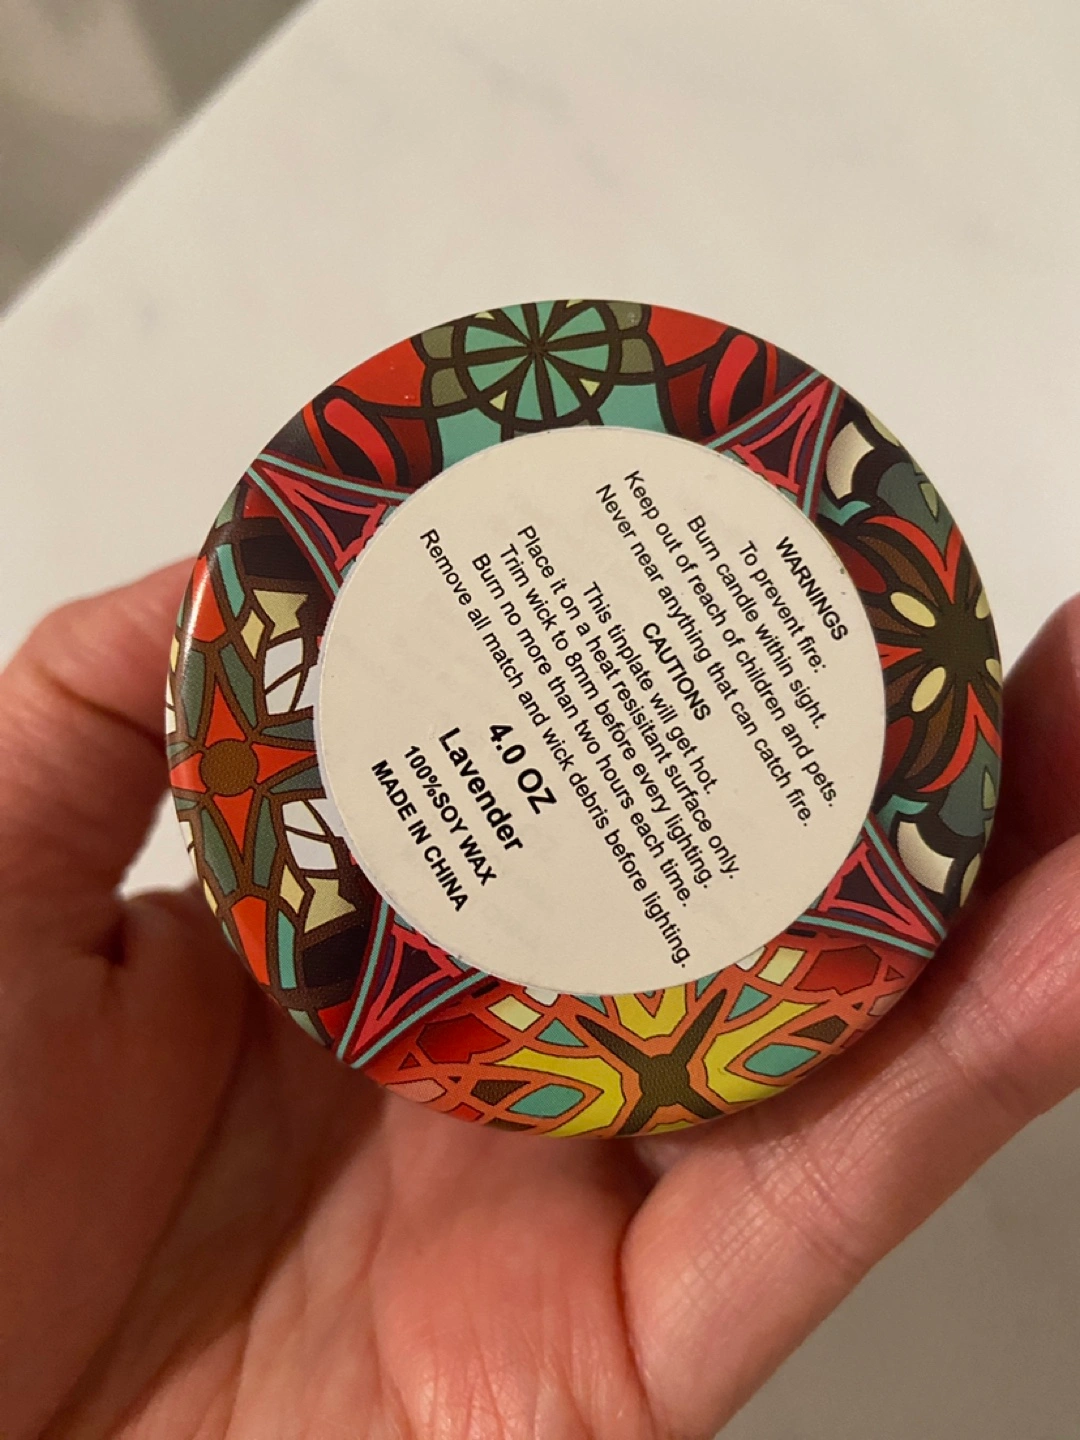 WARNINGS
To prevent fire:
Burn candle within sight.
Keep out of reach of children and pets.
Never near anything that can catch fire.
CAUTIONS
This tinplate will get hot.
Place it on a heat resisitant surface only.
Trim wick to 8mm before every lighting.
Burn no more than two hours each time.
Remove all match and wick debris before lighting.
4.0 OZ
Lavender
100%SOY WAX
MADE IN CHINA